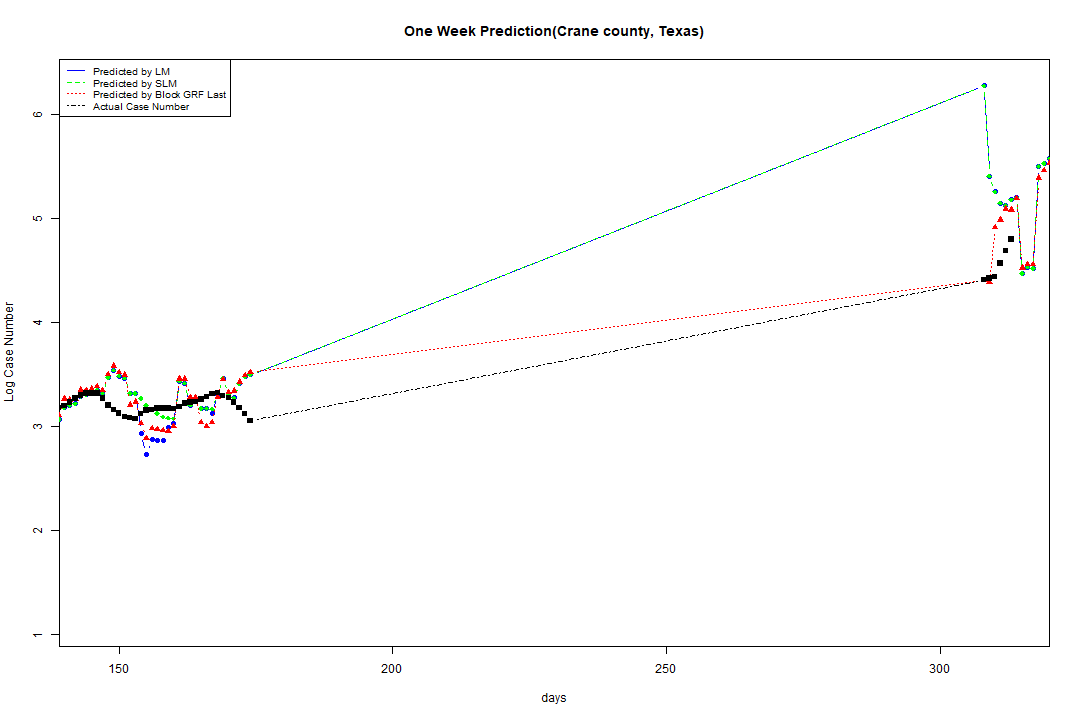 One Week Prediction(Crane county, Texas)
Predicted by LM
Predicted by SLM
Predicted by Block GRF Last
Actual Case Number
Log Case Number
6
5
4
3
2
1
150
200
250
300
days